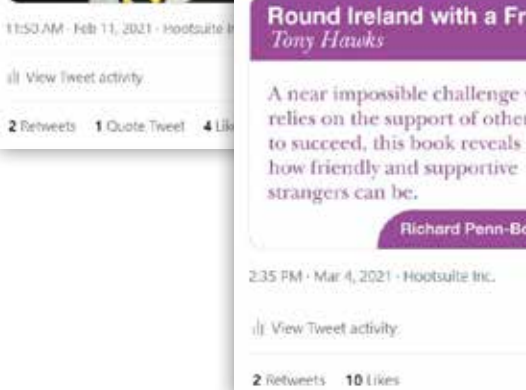 11:50 AM · Feb 11, 2021 · Hootsuite
View Tweet activity
2 Retweets 1 Quote Tweet 4
Round Ireland with a
Tony Hawks
A near impossible challenge
relies on the support of
to succeed, this book reveals
how friendly and supportive
strangers can be.
Richard
2:35 PM · Mar 4, 2021 · Hootsuite Inc.
View Tweet activity
2 Retweets 10 Likes